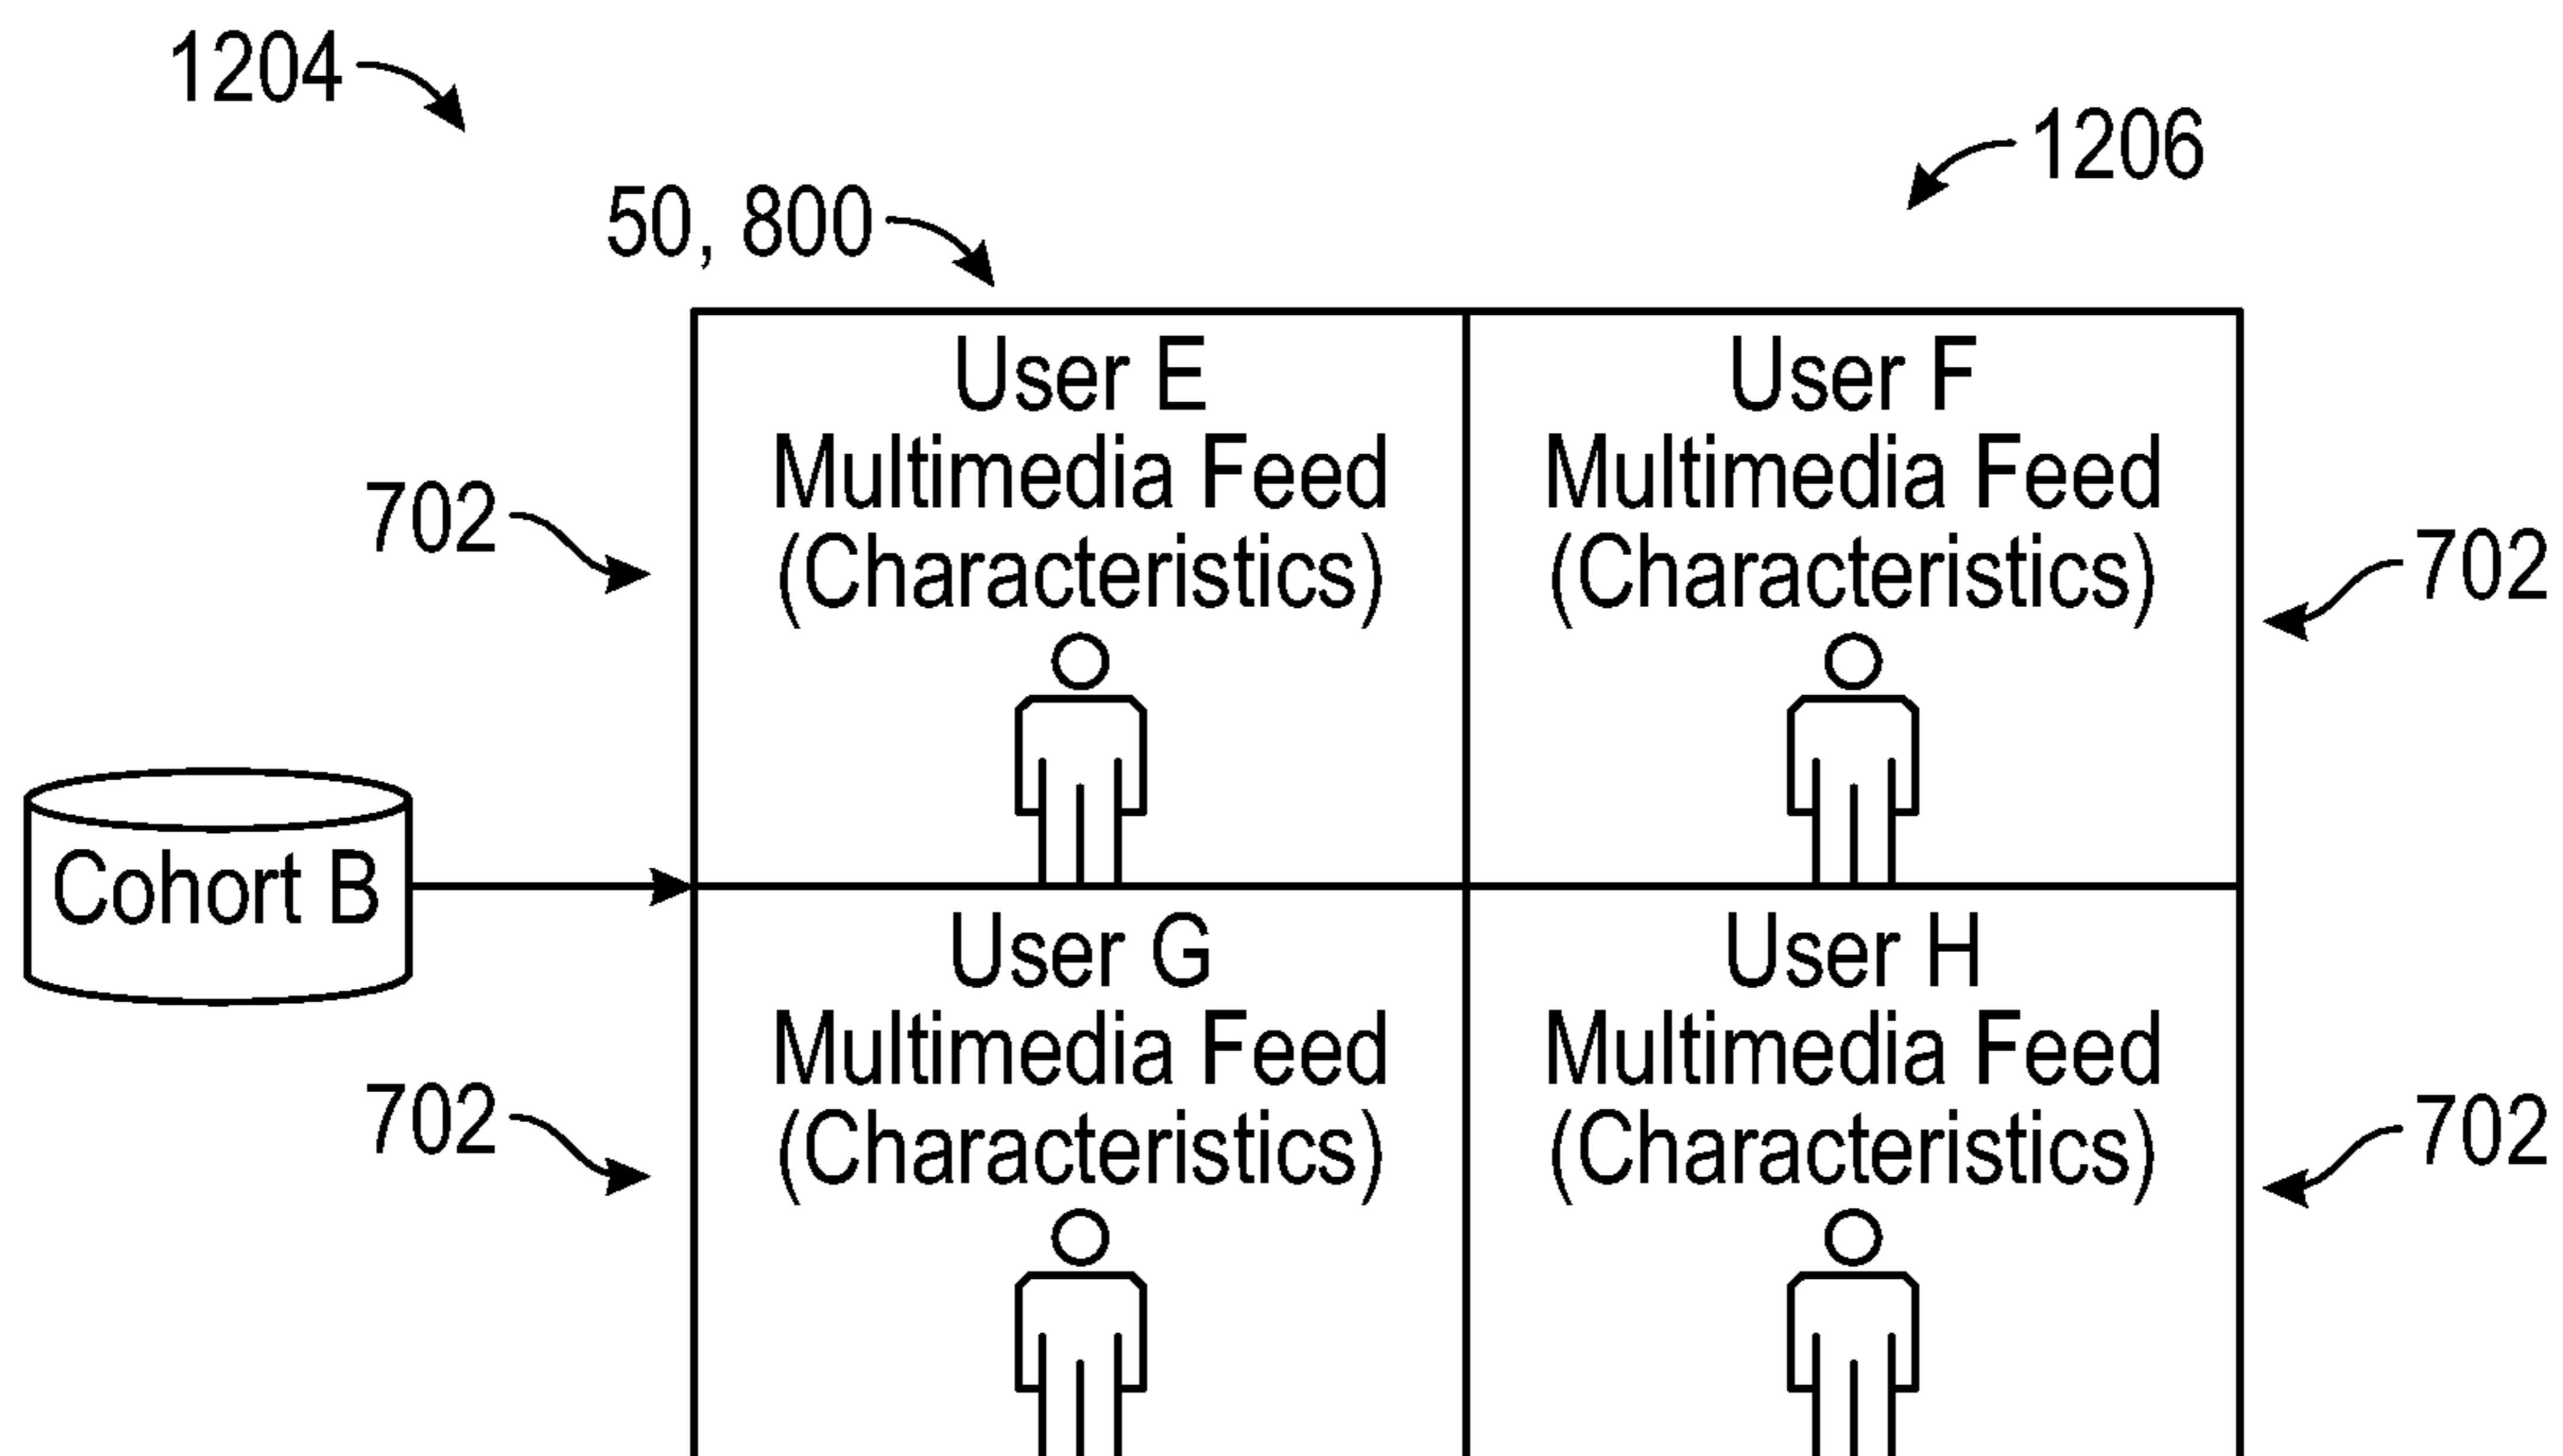 1204
1206
50, 800
User E
Multimedia Feed
(Characteristics)
User F
Multimedia Feed
(Characteristics)
702
702
Cohort B
User G
Multimedia Feed
(Characteristics)
User H
Multimedia Feed
(Characteristics)
702
702